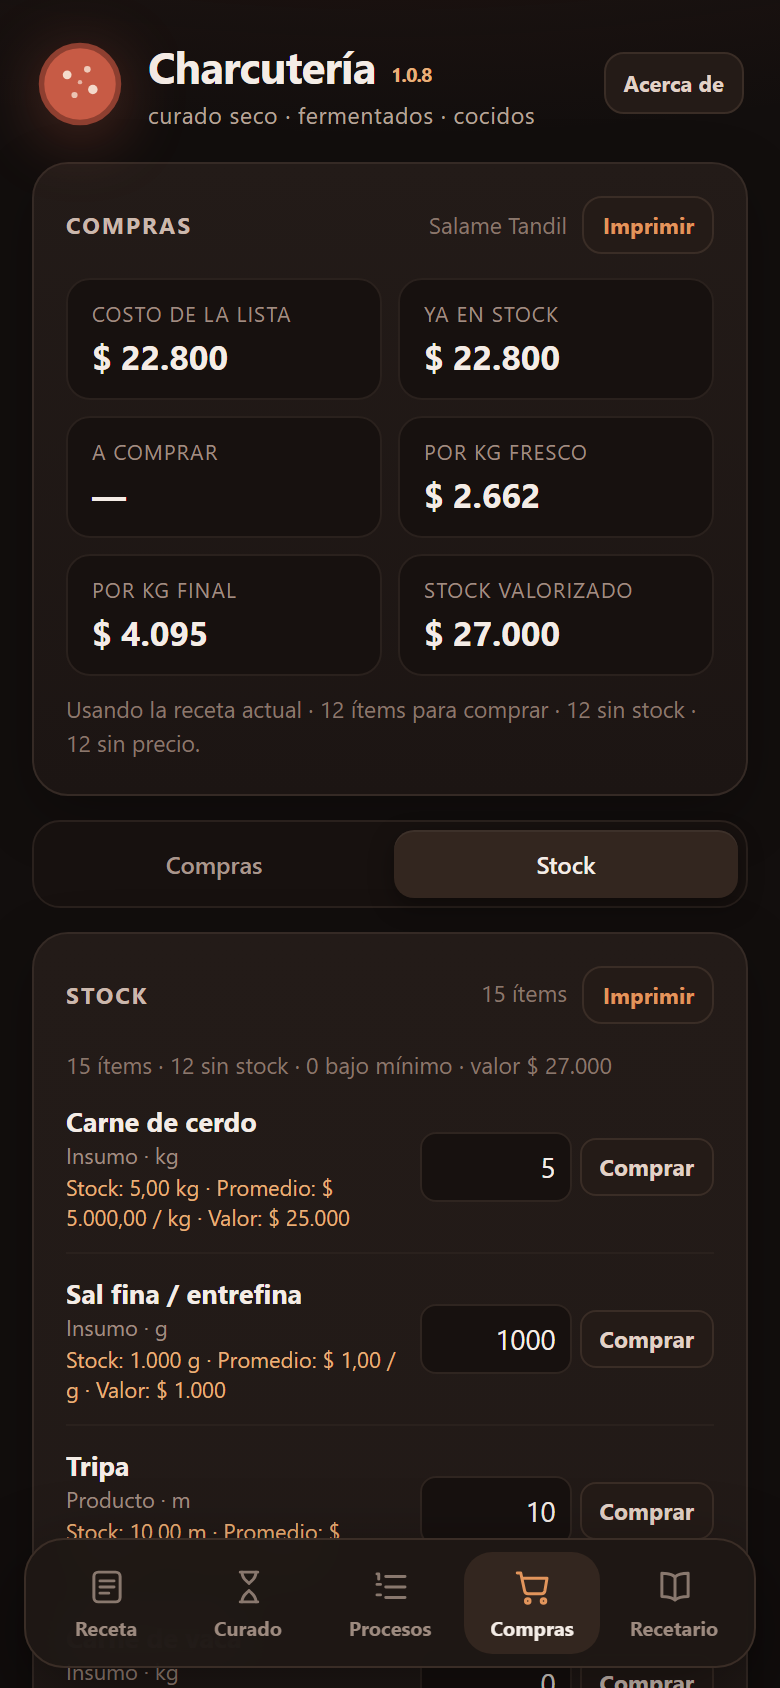 Charcutería 1.0.8
curado seco · fermentados · cocidos
Acerca de
COMPRAS
Salame Tandil
Imprimir
COSTO DE LA LISTA
$ 22.800
YA EN STOCK
$ 22.800
A COMPRAR
—
POR KG FRESCO
$ 2.662
POR KG FINAL
$ 4.095
STOCK VALORIZADO
$ 27.000
Usando la receta actual · 12 ítems para comprar · 12 sin stock ·
12 sin precio.
Compras
Stock
STOCK
15 ítems
Imprimir
15 ítems · 12 sin stock · 0 bajo mínimo · valor $ 27.000
Carne de cerdo
Insumo · kg
Stock: 5,00 kg · Promedio: $
5.000,00 / kg · Valor: $ 25.000
5
Comprar
Sal fina / entrefina
Insumo · g
Stock: 1.000 g · Promedio: $ 1,00 /
g · Valor: $ 1.000
1000
Comprar
Tripa
Producto · m
Stock: 10,00 m · Promedio: $
10
Comprar
Receta
Curado
Procesos
Compras
Recetario
Insumo · kg
0
Comprar